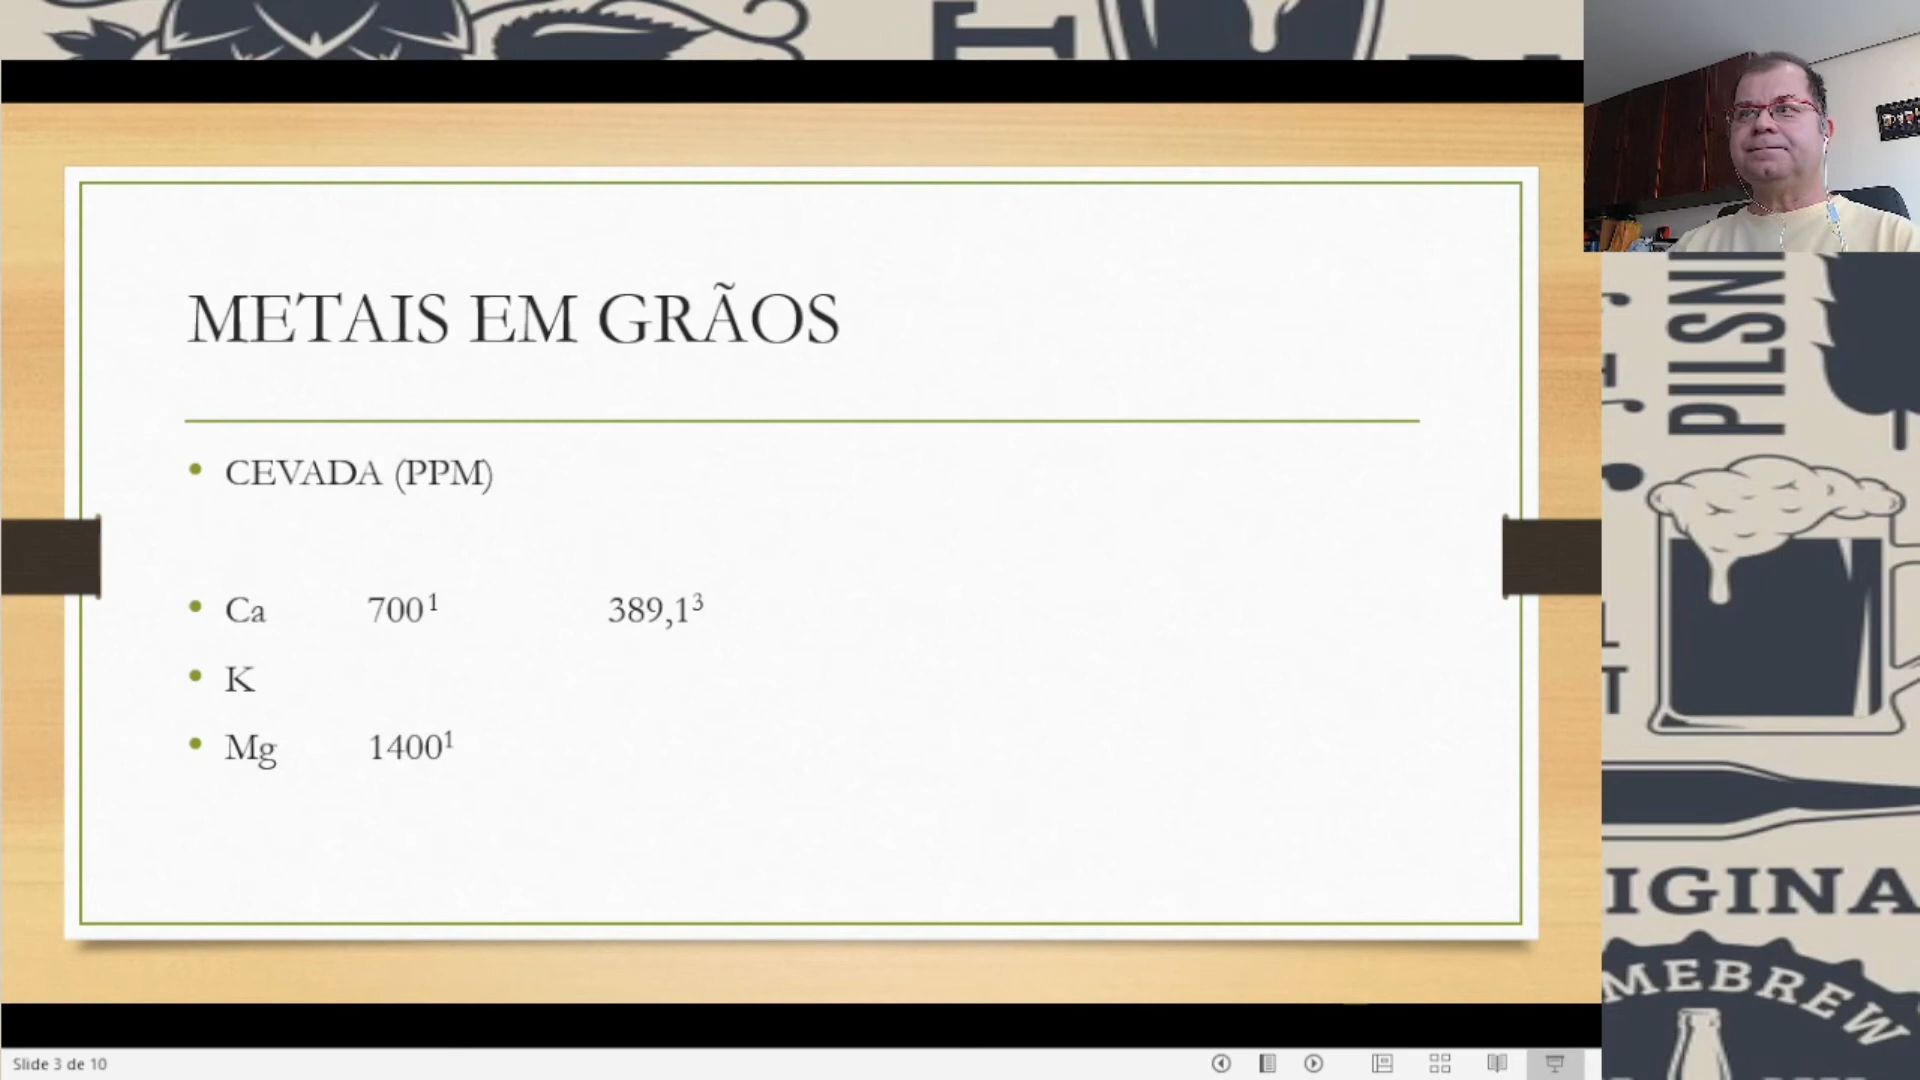 METAIS EM GRÃOS
• CEVADA (PPM)
• Ca 700¹ 389,1³
• K
• Mg 1400¹
PILSN
IGINA
MEBREW
Slide 3 de 10